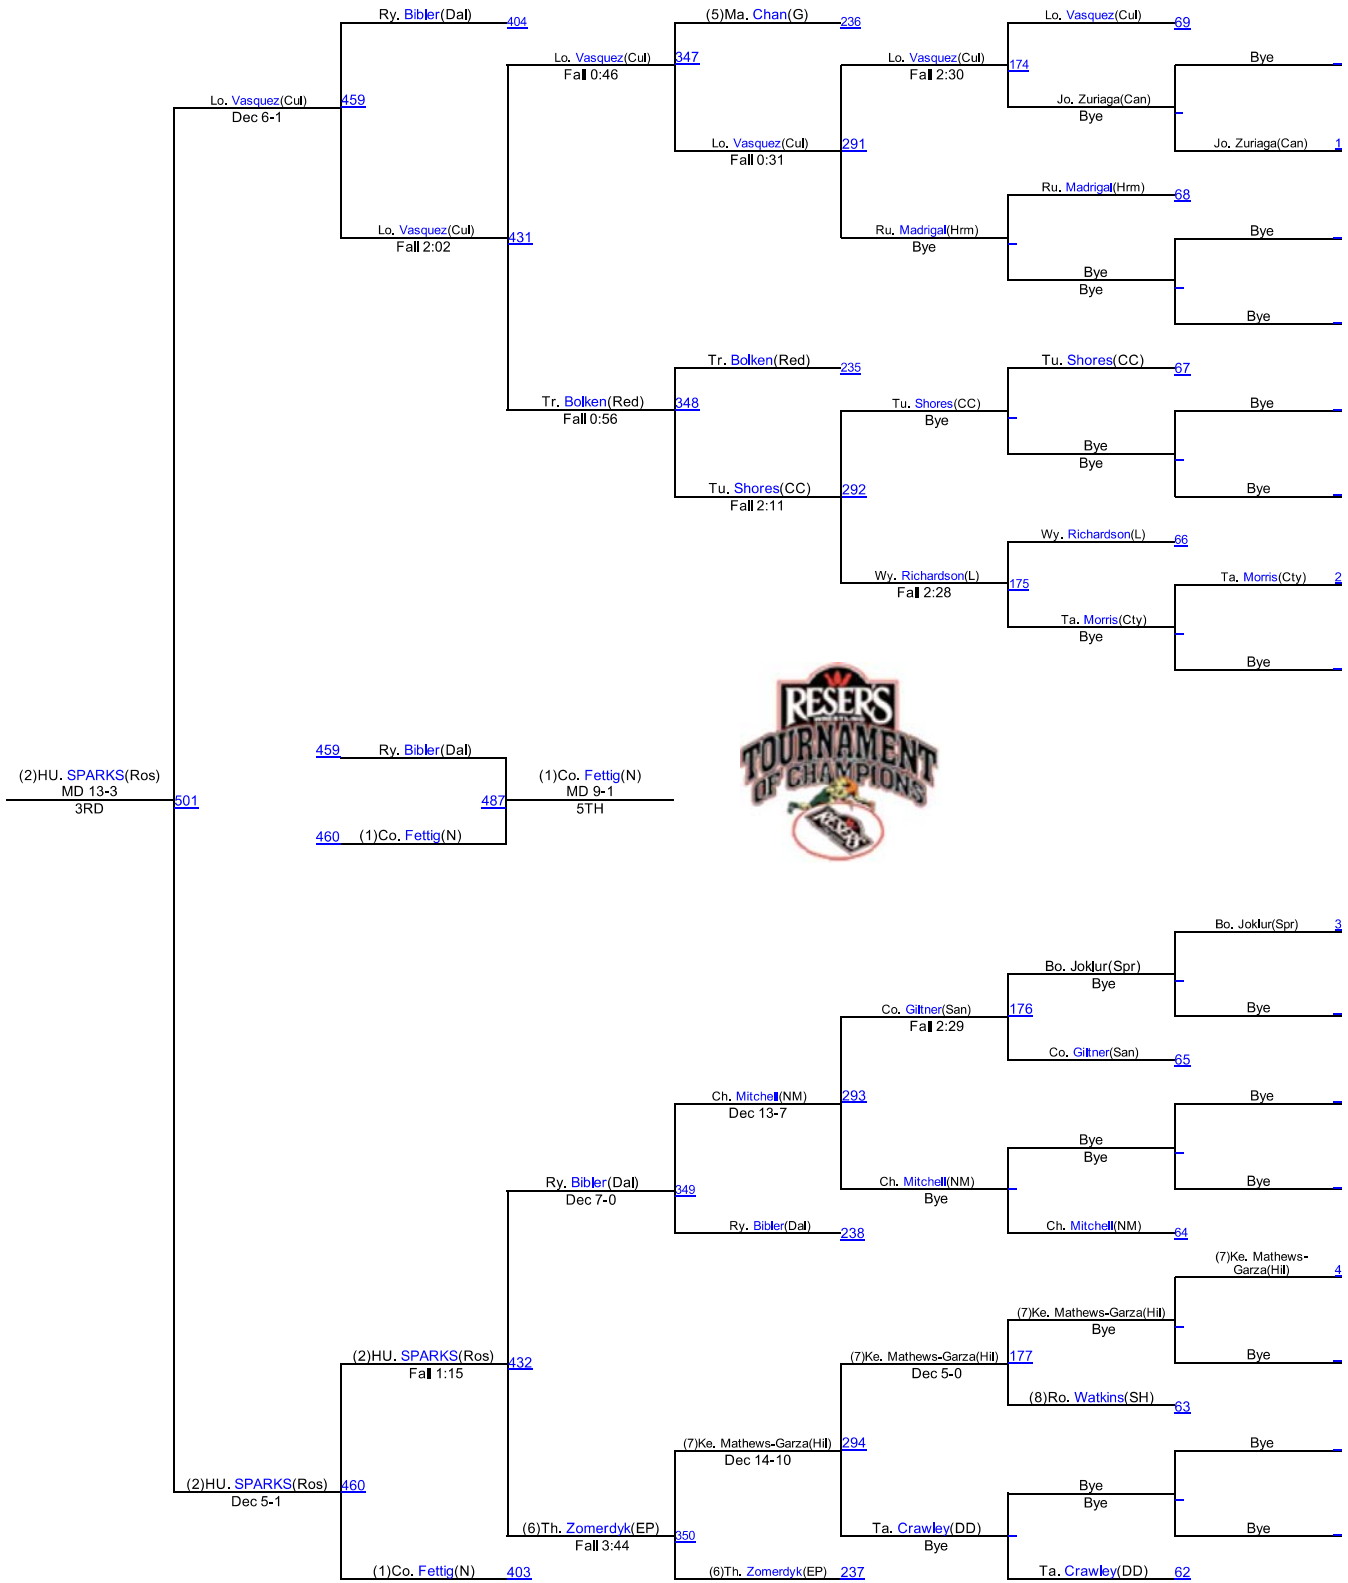 Ry. Bibler(Dal)
404
(5)Ma. Chan(G)
236
Lo. Vasquez(Cul)
69
Lo. Vasquez(Cul)
Fall 0:46
347
Lo. Vasquez(Cul)
Fall 2:30
174
Bye
Lo. Vasquez(Cul)
Dec 6-1
459
Jo. Zuriaga(Can)
Bye
Lo. Vasquez(Cul)
Fall 0:31
291
Jo. Zuriaga(Can)
1
Ru. Madrigal(Hrm)
68
Lo. Vasquez(Cul)
Fall 2:02
431
Ru. Madrigal(Hrm)
Bye
Bye
Bye
Bye
Bye
Tr. Bolken(Red)
235
Tu. Shores(CC)
67
Tr. Bolken(Red)
Fall 0:56
348
Tu. Shores(CC)
Bye
Bye
Bye
Bye
Tu. Shores(CC)
Fall 2:11
292
Bye
Wy. Richardson(L)
66
Wy. Richardson(L)
Fall 2:28
175
Ta. Morris(Cty)
2
Ta. Morris(Cty)
Bye
Bye
RESER'S
WRESTLING
TOURNAMENT
OF CHAMPIONS
RESER'S
459
Ry. Bibler(Dal)
(2)HU. SPARKS(Ros)
MD 13-3
3RD
501
487
(1)Co. Fettig(N)
MD 9-1
5TH
460
(1)Co. Fettig(N)
Bo. Joklur(Spr)
3
Bo. Joklur(Spr)
Bye
Co. Giltner(San)
Fall 2:29
176
Bye
Co. Giltner(San)
65
Ch. Mitchell(NM)
Dec 13-7
293
Bye
Bye
Bye
Ry. Bibler(Dal)
Dec 7-0
349
Ch. Mitchell(NM)
Bye
Bye
Ry. Bibler(Dal)
238
Ch. Mitchell(NM)
64
(7)Ke. Mathews-
Garza(Hil)
4
(7)Ke. Mathews-Garza(Hil)
Bye
(2)HU. SPARKS(Ros)
Fall 1:15
432
(7)Ke. Mathews-Garza(Hil)
Dec 5-0
177
Bye
(8)Ro. Watkins(SH)
63
(7)Ke. Mathews-Garza(Hil)
Dec 14-10
294
Bye
(2)HU. SPARKS(Ros)
Dec 5-1
460
Bye
Bye
(6)Th. Zomerdyk(EP)
Fall 3:44
350
Ta. Crawley(DD)
Bye
Bye
(1)Co. Fettig(N)
403
(6)Th. Zomerdyk(EP)
237
Ta. Crawley(DD)
62